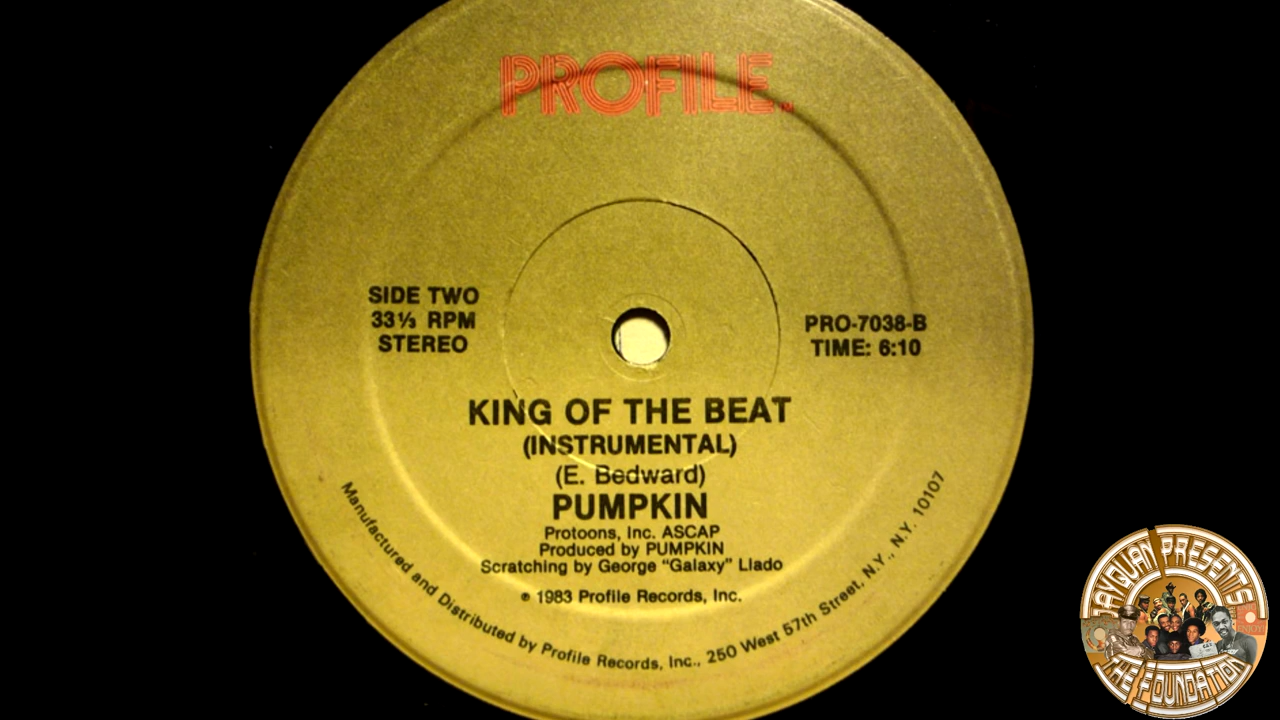 PROFILE
TM
SIDE TWO
33⅓ RPM
STEREO
PRO-7038-B
TIME: 6:10
KING OF THE BEAT
(INSTRUMENTAL)
(E. Bedward)
PUMPKIN
Protoons, Inc. ASCAP
Produced by PUMPKIN
Scratching by George "Galaxy" Llado
℗ 1983 Profile Records, Inc.
Manufactured and Distributed by Profile Records, Inc., 250 West 57th Street, N.Y., N.Y. 10107
JAYQUAN PRESENTS
THE FOUNDATION